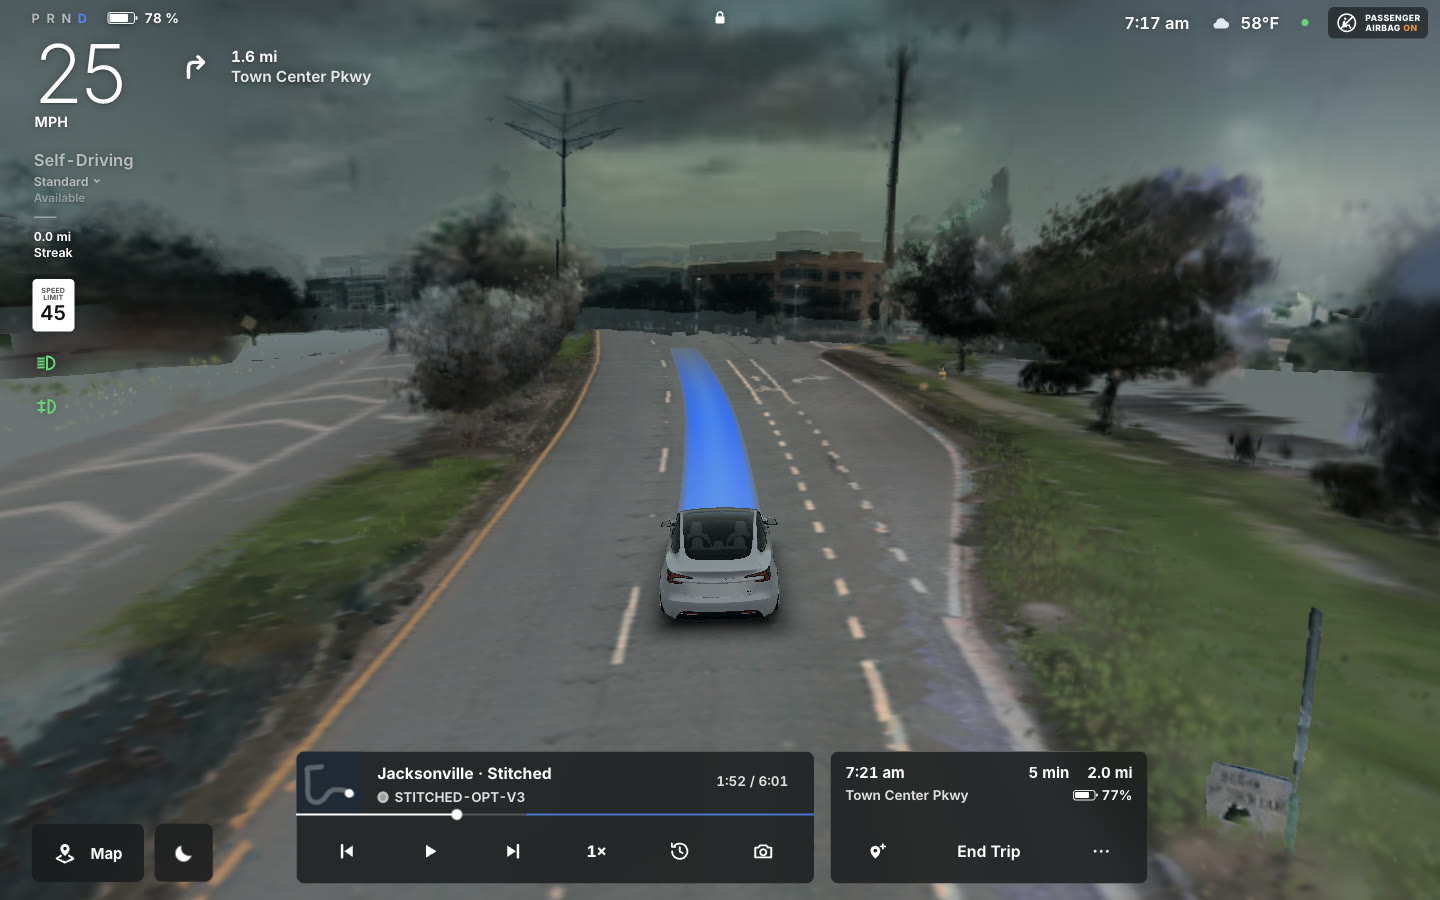 P R N D
78 %
25
MPH
1.6 mi
Town Center Pkwy
7:17 am
58°F
PASSENGER
AIRBAG ON
Self-Driving
Standard
Available
0.0 mi
Streak
SPEED
LIMIT
45
Jacksonville · Stitched
STITCHED-OPT-V3
1:52 / 6:01
1×
7:21 am
5 min
2.0 mi
Town Center Pkwy
77%
End Trip
Map